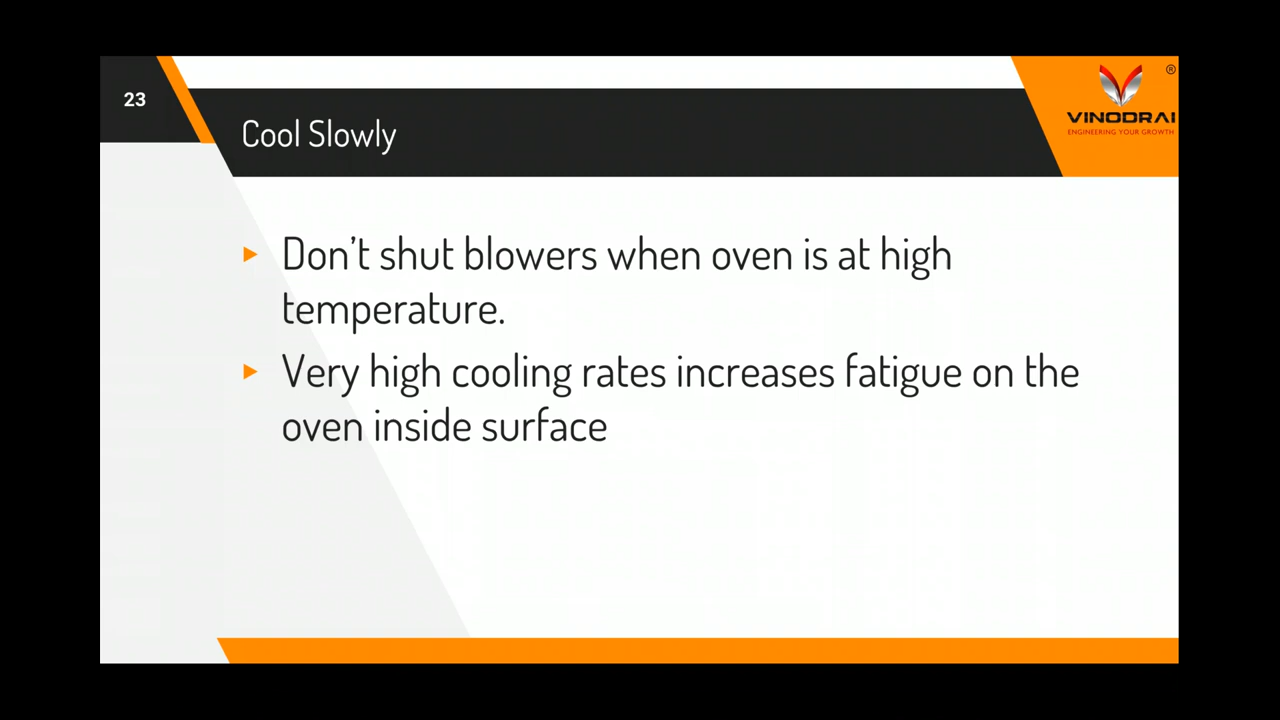 23
Cool Slowly
®
VINODRAI
ENGINEERING YOUR GROWTH
Don't shut blowers when oven is at high
temperature.
Very high cooling rates increases fatigue on the
oven inside surface